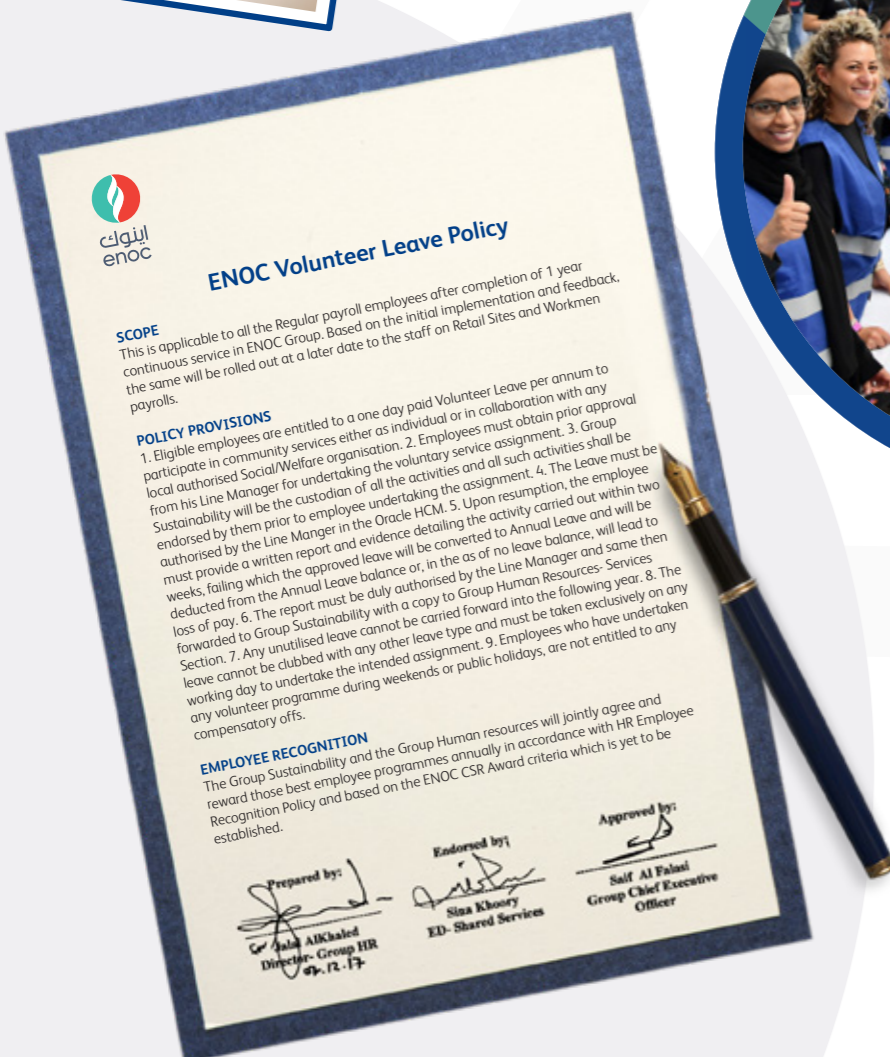 اينوك
enoc
ENOC Volunteer Leave Policy
SCOPE
This is applicable to all the Regular payroll employees after completion of 1 year
continuous service in ENOC Group. Based on the initial implementation and feedback,
the same will be rolled out at a later date to the staff on Retail Sites and Workmen
payrolls.
POLICY PROVISIONS
1. Eligible employees are entitled to a one day paid Volunteer Leave per annum to
participate in community services either as individual or in collaboration with any
local authorised Social/Welfare organisation. 2. Employees must obtain prior approval
from his Line Manager for undertaking the voluntary service assignment. 3. Group
Sustainability will be the custodian of all the activities and all such activities shall be
endorsed by them prior to employee undertaking the assignment. 4. The Leave must be
authorised by the Line Manger in the Oracle HCM. 5. Upon resumption, the employee
must provide a written report and evidence detailing the activity carried out within two
weeks, failing which the approved leave will be converted to Annual Leave and will be
deducted from the Annual Leave balance or, in the as of no leave balance, will lead to
loss of pay. 6. The report must be duly authorised by the Line Manager and same then
forwarded to Group Sustainability with a copy to Group Human Resources- Services
Section. 7. Any unutilised leave cannot be carried forward into the following year. 8. The
leave cannot be clubbed with any other leave type and must be taken exclusively on any
working day to undertake the intended assignment. 9. Employees who have undertaken
any volunteer programme during weekends or public holidays, are not entitled to any
compensatory offs.
EMPLOYEE RECOGNITION
The Group Sustainability and the Group Human resources will jointly agree and
reward those best employee programmes annually in accordance with HR Employee
Recognition Policy and based on the ENOC CSR Award criteria which is yet to be
established.
Prepared by:
Jalal AlKhaled
Director- Group HR
Endorsed by;
Sina Khoory
ED- Shared Services
Approved by:
Saif Al Falasi
Group Chief Executive
Officer